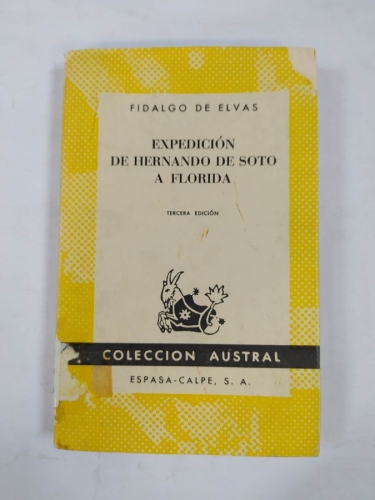 FIDALGO DE ELVAS
EXPEDICIÓN
DE HERNANDO DE SOTO
A FLORIDA
TERCERA EDICIÓN
COLECCION AUSTRAL
ESPASA-CALPE, S. A.